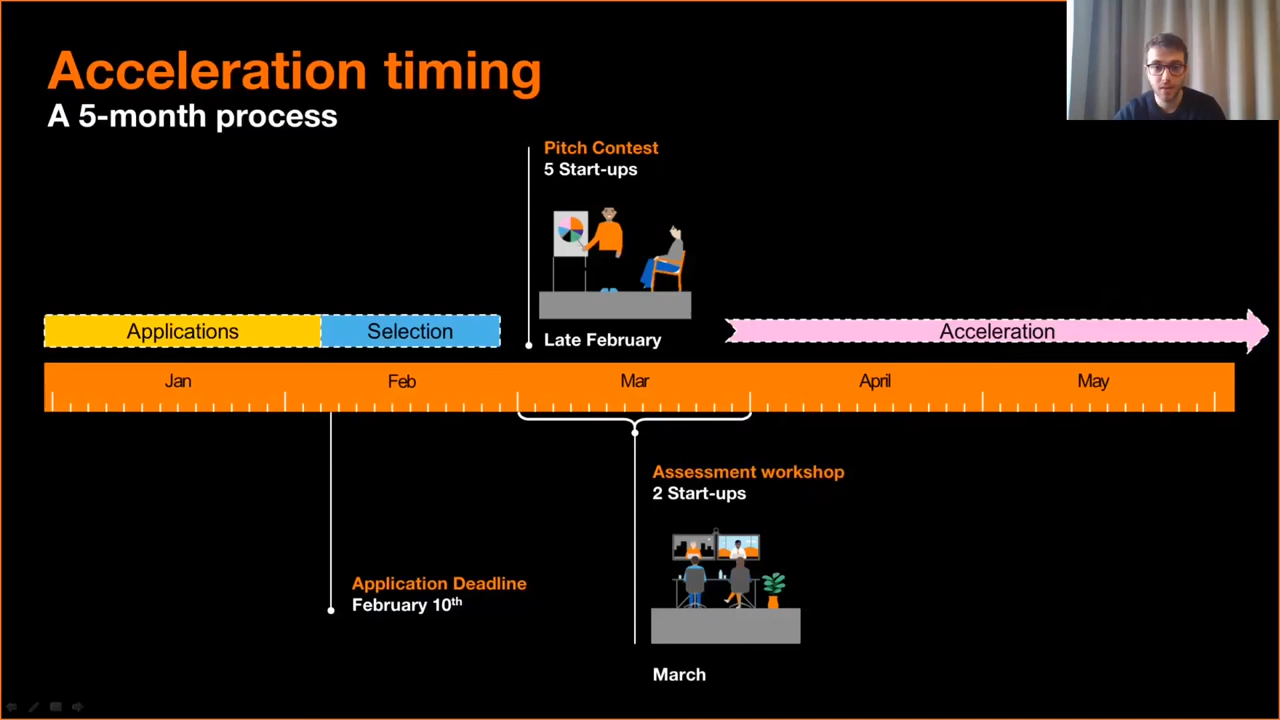 Acceleration timing
A 5-month process
Pitch Contest
5 Start-ups
Late February
Applications
Selection
Acceleration
Jan
Feb
Mar
April
May
Assessment workshop
2 Start-ups
March
Application Deadline
February 10th